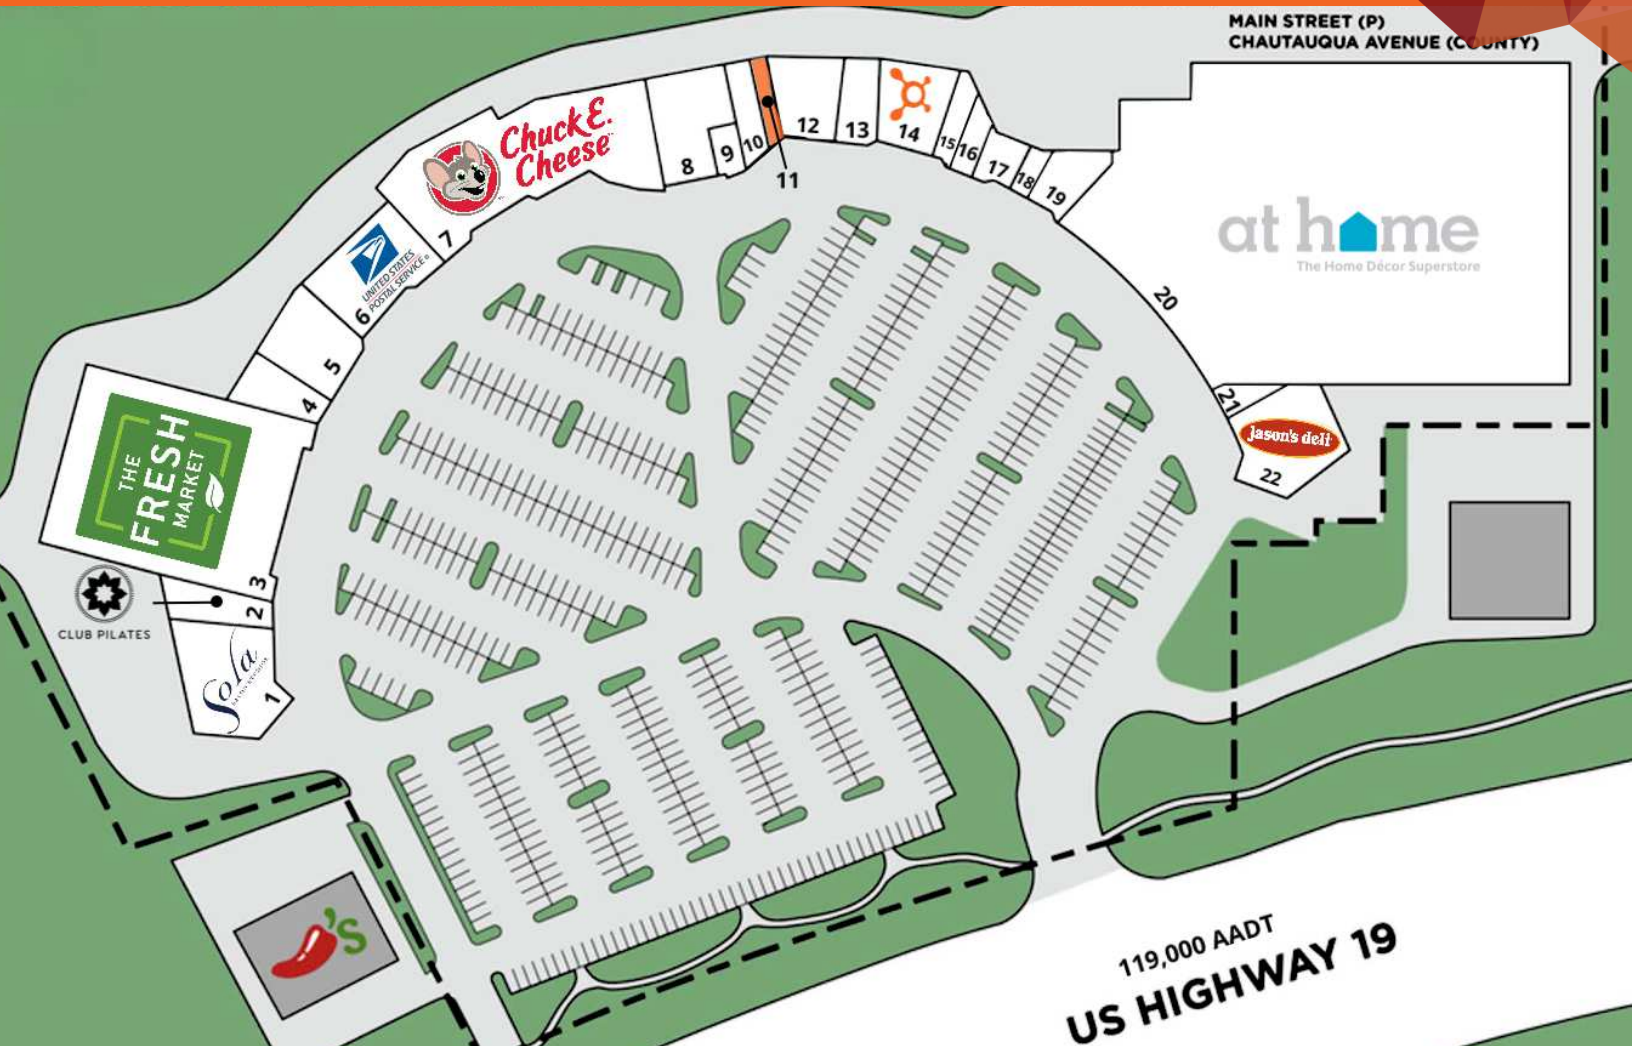 MAIN STREET (P)
CHAUTAUQUA AVENUE (COUNTY)
Chuck E.
Cheese
8
9
10
11
12
13
14
15
16
17
18
19
at home
The Home Décor Superstore
20
21
Jason's deli
22
7
UNITED STATES
POSTAL SERVICE®
6
5
4
THE
FRESH
MARKET
3
2
CLUB PILATES
Sola
SALON STUDIOS
1
'S
119,000 AADT
US HIGHWAY 19